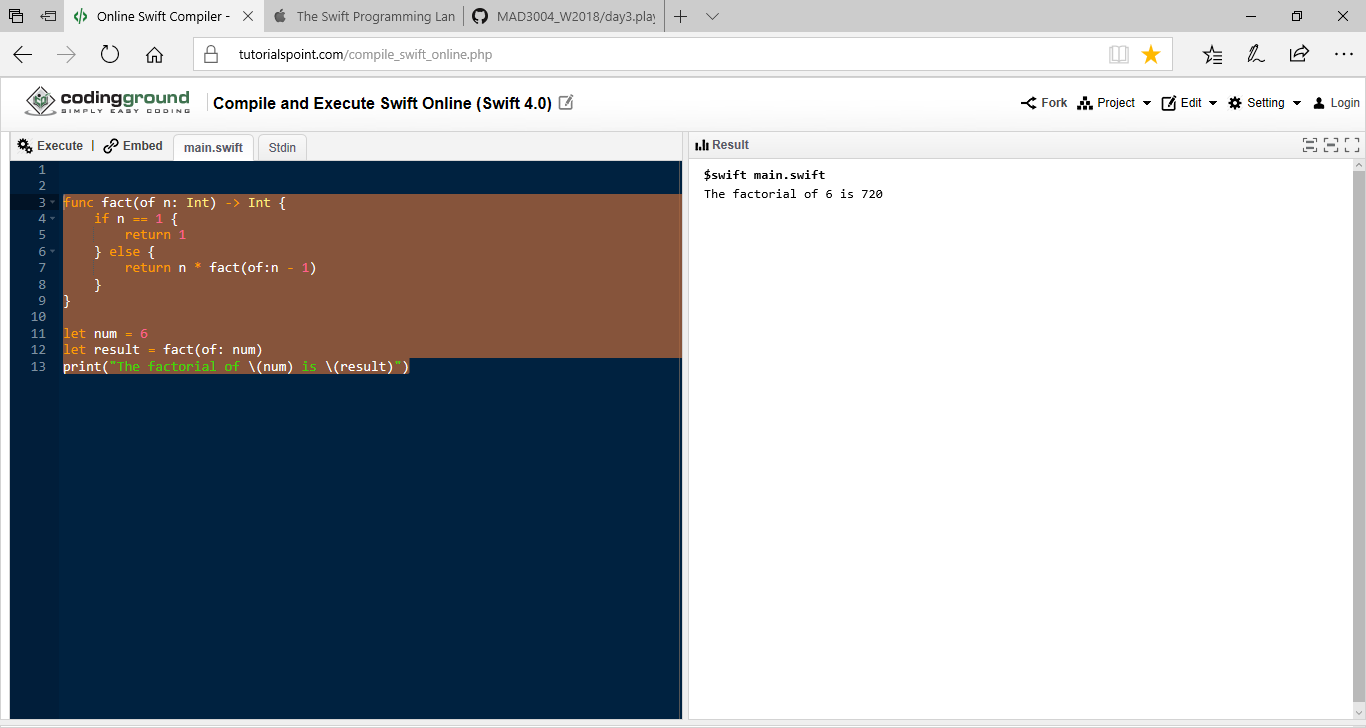 Online Swift Compiler -
The Swift Programming Lan
MAD3004_W2018/day3.play
tutorialspoint.com/compile_swift_online.php
codingground
SIMPLY EASY CODING
Compile and Execute Swift Online (Swift 4.0)
Fork Project Edit Setting Login
Execute | Embed main.swift Stdin
Result
1
2
3 func fact(of n: Int) -> Int {
4 if n == 1 {
5 return 1
6 } else {
7 return n * fact(of:n - 1)
8 }
9 }
10
11 let num = 6
12 let result = fact(of: num)
13 print("The factorial of \(num) is \(result)")
$swift main.swift
The factorial of 6 is 720